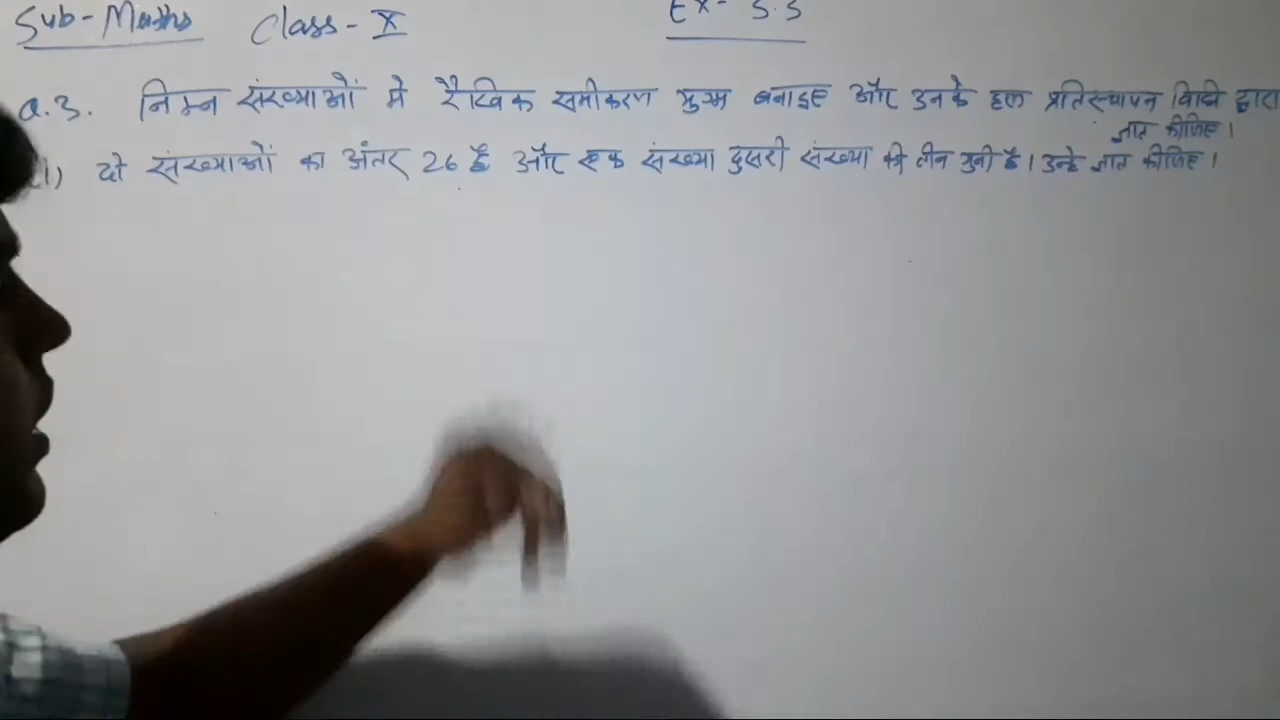 Sub - Maths Class - X Ex - 3.3
Q.3. निम्न संख्याओं मे रैखिक समीकरण युग्म बनाइए और उनके हल प्रतिस्थापन विधि द्वारा
ज्ञात कीजिए।
(1) दो संख्याओं का अंतर 26 है और एक संख्या दुसरी संख्या की तीन गुनी है। उन्हे ज्ञात कीजिए।